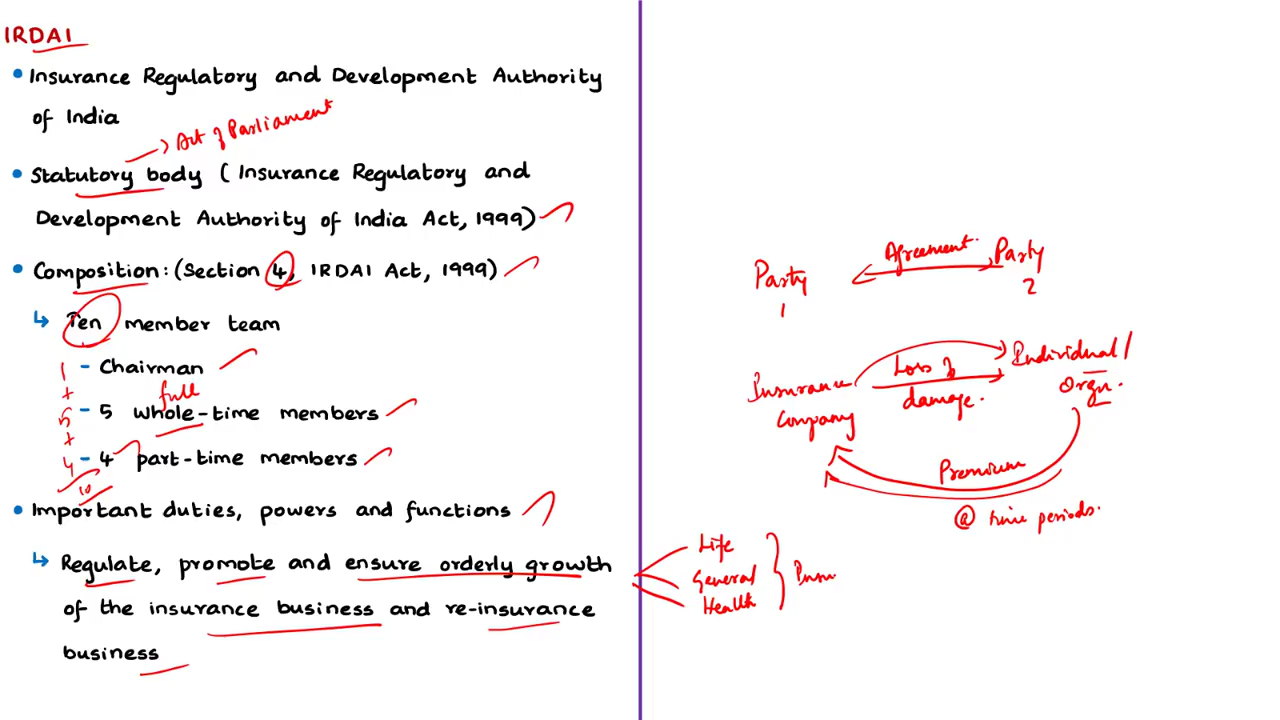 IRDAI
• Insurance Regulatory and Development Authority
of India
→ Act of Parliament
• Statutory body ( Insurance Regulatory and
Development Authority of India Act, 1999)
• Composition: (Section 4, IRDAI Act, 1999)
↳ Ten member team
1 - Chairman
+
full
5 - 5 whole-time members
+
4 - 4 part-time members
10
• Important duties, powers and functions
↳ Regulate, promote and ensure orderly growth
of the insurance business and re-insurance
business
Agreement
Party Party
1 2
Loss of Individual /
Insurance damage. Orgn.
Company
Premium
@ time periods.
Life
General Insu
Health